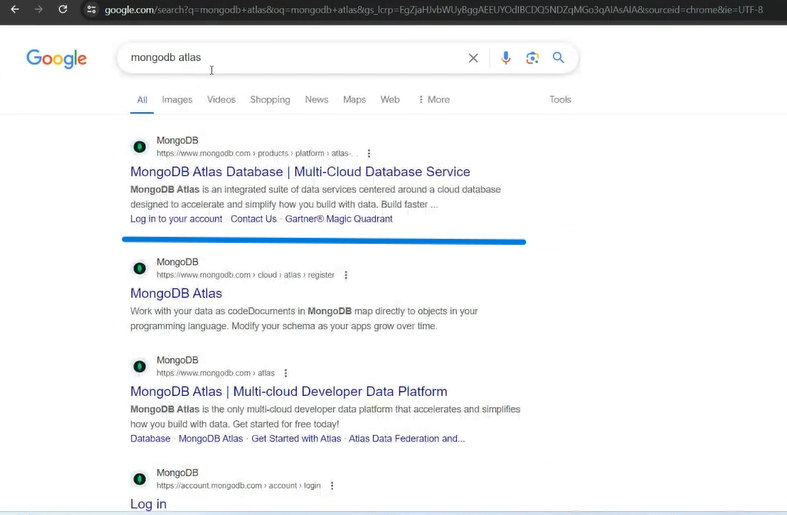 google.com/search?q=mongodb+atlas&oq=mongodb+atlas&gs_lcrp=EgZjaHJvbWUyBggAEEUYOdIBCDQ5NDZqMGo3qAIAsAIA&sourceid=chrome&ie=UTF-8
Google
mongodb atlas
All Images Videos Shopping News Maps Web More Tools
MongoDB
https://www.mongodb.com › products › platform › atlas-...
MongoDB Atlas Database | Multi-Cloud Database Service
MongoDB Atlas is an integrated suite of data services centered around a cloud database
designed to accelerate and simplify how you build with data. Build faster ...
Log in to your account · Contact Us · Gartner® Magic Quadrant
MongoDB
https://www.mongodb.com › cloud › atlas › register
MongoDB Atlas
Work with your data as codeDocuments in MongoDB map directly to objects in your
programming language. Modify your schema as your apps grow over time.
MongoDB
https://www.mongodb.com › atlas
MongoDB Atlas | Multi-cloud Developer Data Platform
MongoDB Atlas is the only multi-cloud developer data platform that accelerates and simplifies
how you build with data. Get started for free today!
Database · MongoDB Atlas · Get Started with Atlas · Atlas Data Federation and...
MongoDB
https://account.mongodb.com › account › login
Log in